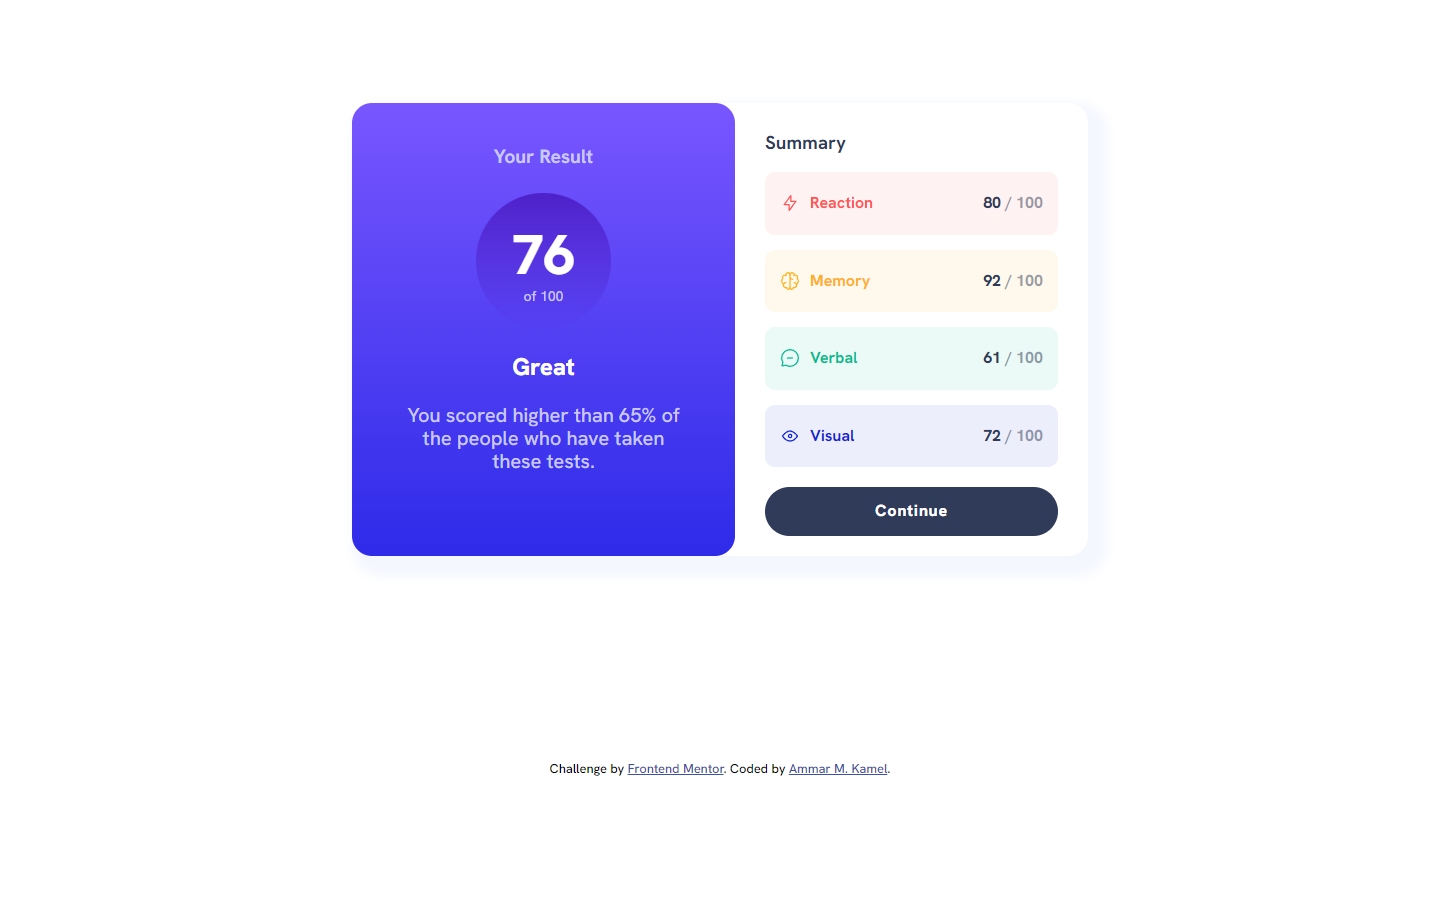 Your Result
76
of 100
Great
You scored higher than 65% of
the people who have taken
these tests.
Summary
Reaction 80 / 100
Memory 92 / 100
Verbal 61 / 100
Visual 72 / 100
Continue
Challenge by Frontend Mentor. Coded by Ammar M. Kamel.